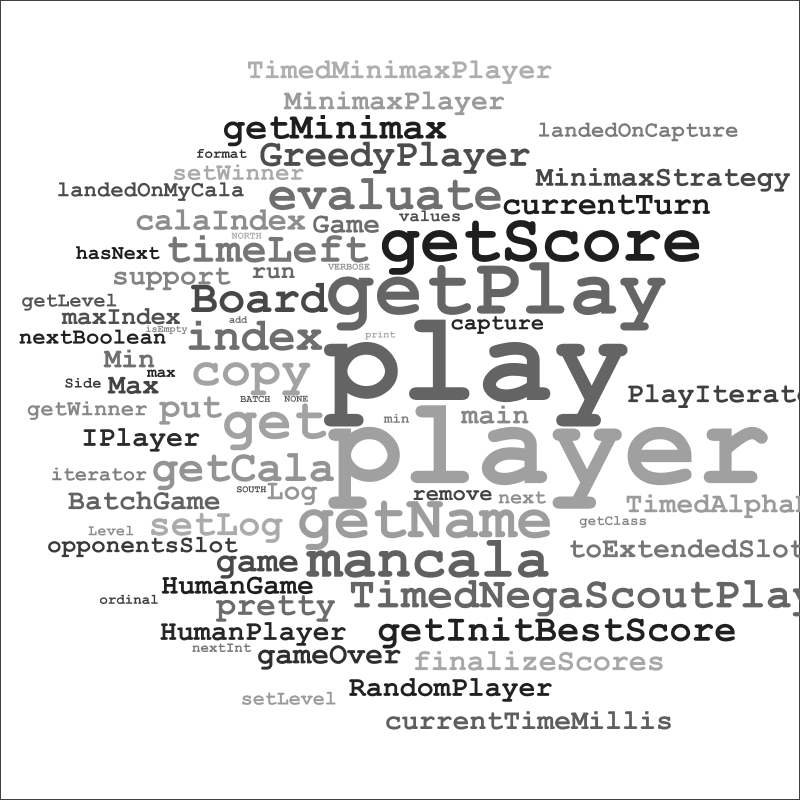 TimedMinimaxPlayer
MinimaxPlayer
getMinimax
landedOnCapture
format
GreedyPlayer
setWinner
MinimaxStrategy
landedOnMyCala
evaluate
currentTurn
calaIndex
Game
values
NORTH
hasNext
timeLeft
getScore
support
run
VERBOSE
getLevel
Board
getPlay
maxIndex
add
capture
isEmpty
nextBoolean
index
print
play
Min
max
copy
Side
Max
PlayIterat
BATCH
NONE
getWinner
put
get
min
main
IPlayer
player
iterator
getCala
SOUTH
Log
remove
next
BatchGame
TimedAlpha
Level
setLog
getName
getClass
opponentsSlot
toExtendedSlot
game
mancala
HumanGame
ordinal
pretty
TimedNegaScoutPlay
HumanPlayer
getInitBestScore
nextInt
gameOver
finalizeScores
setLevel
RandomPlayer
currentTimeMillis